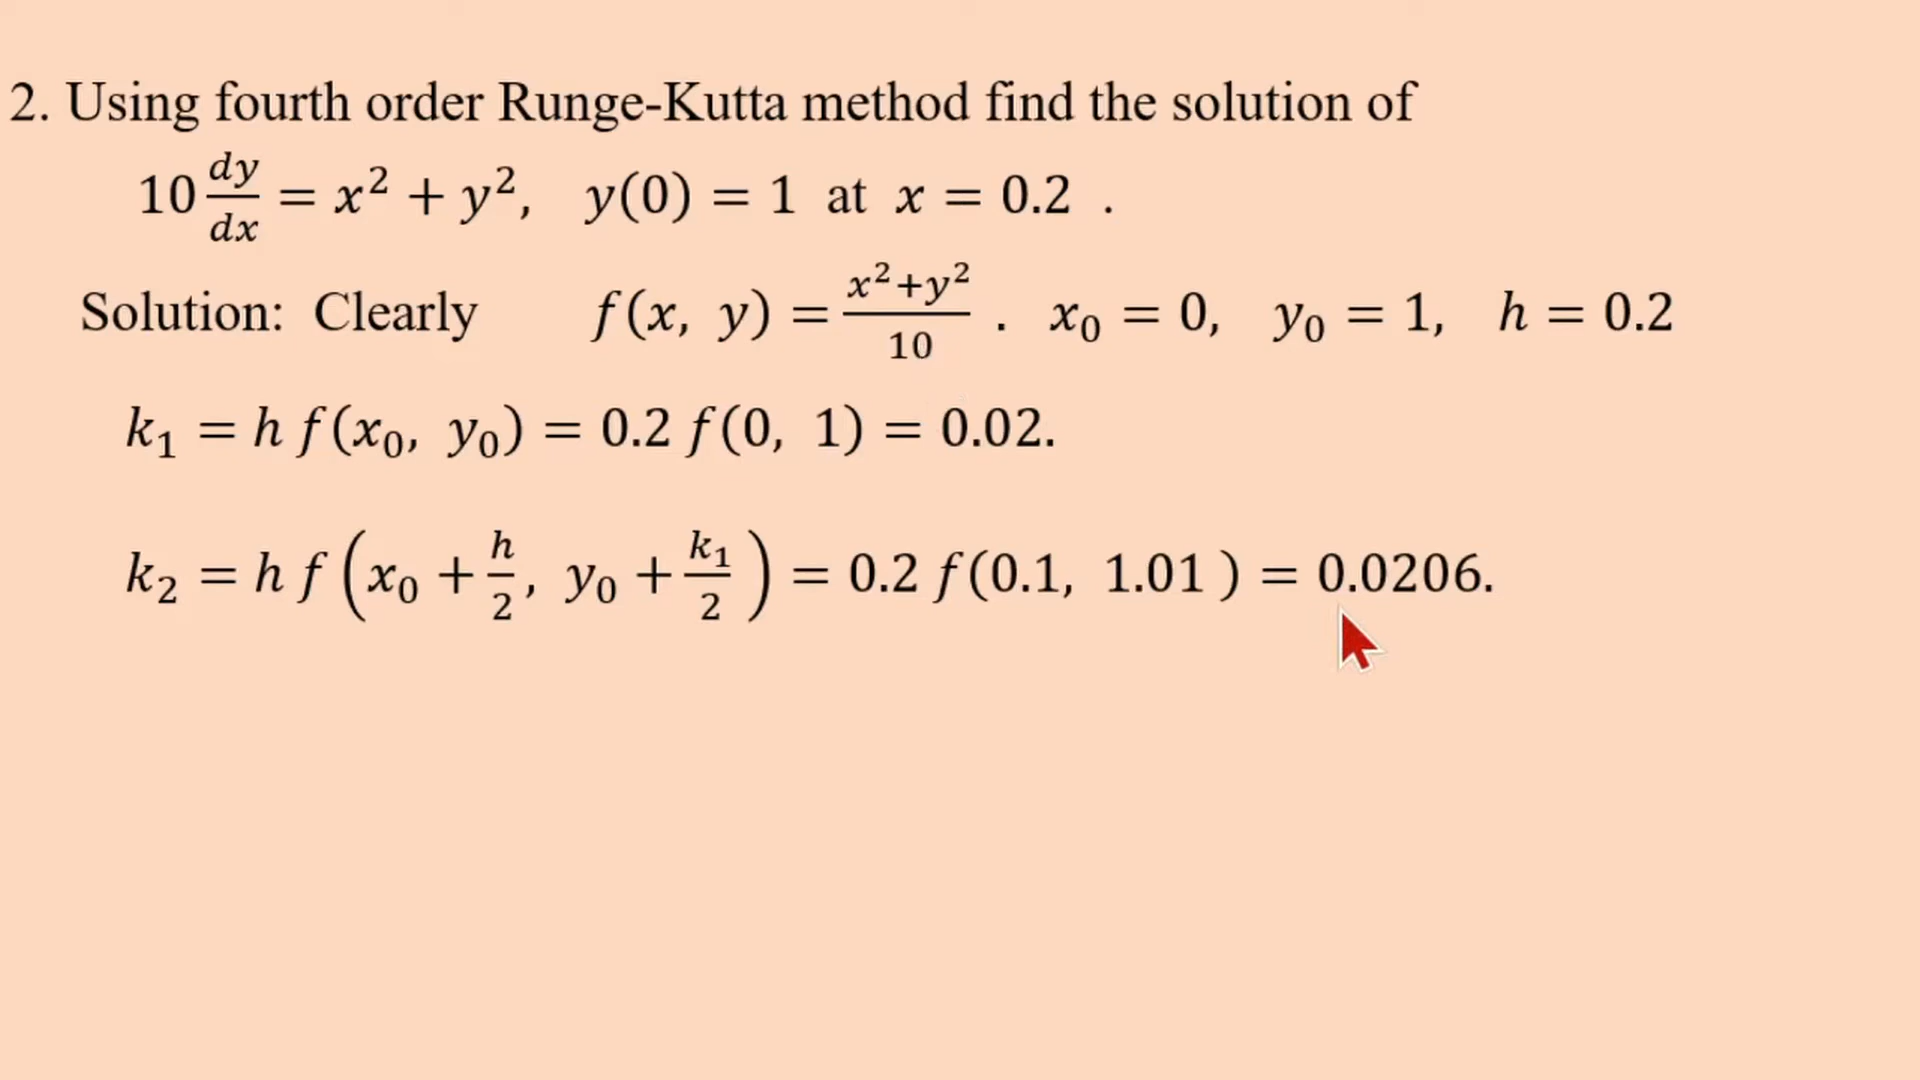 2. Using fourth order Runge-Kutta method find the solution of
10 dy/dx = x² + y², y(0) = 1 at x = 0.2 .
Solution: Clearly f(x, y) = x²+y²/10 . x₀ = 0, y₀ = 1, h = 0.2
k₁ = h f(x₀, y₀) = 0.2 f(0, 1) = 0.02.
k₂ = h f(x₀ + h/2, y₀ + k₁/2) = 0.2 f(0.1, 1.01 ) = 0.0206.